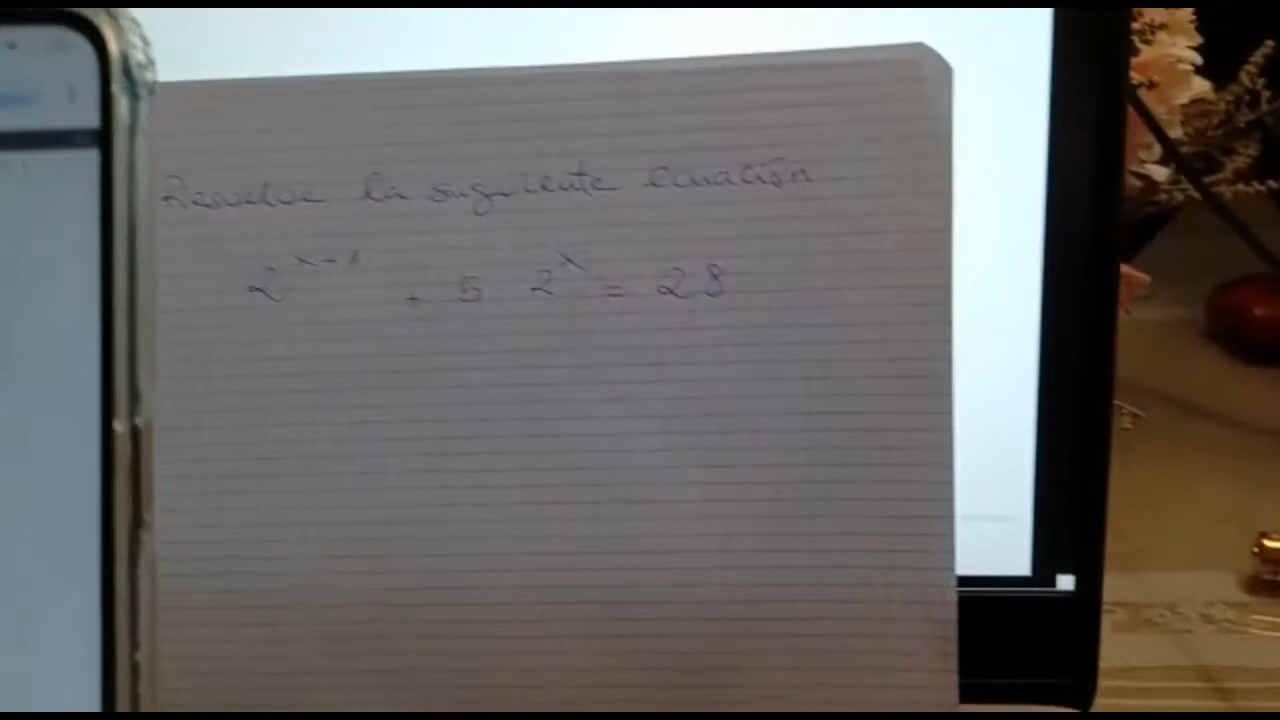 Resuelve la siguiente ecuación
2^{x-1} + 5 2^x = 28